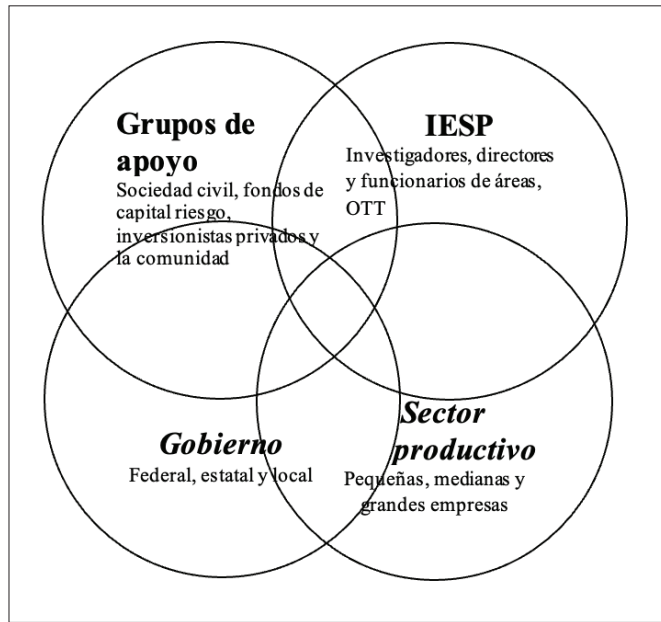 Grupos de
apoyo
Sociedad civil, fondos de
capital riesgo,
inversionistas privados y
la comunidad
IESP
Investigadores, directores
y funcionarios de áreas,
OTT
Gobierno
Federal, estatal y local
Sector
productivo
Pequeñas, medianas y
grandes empresas